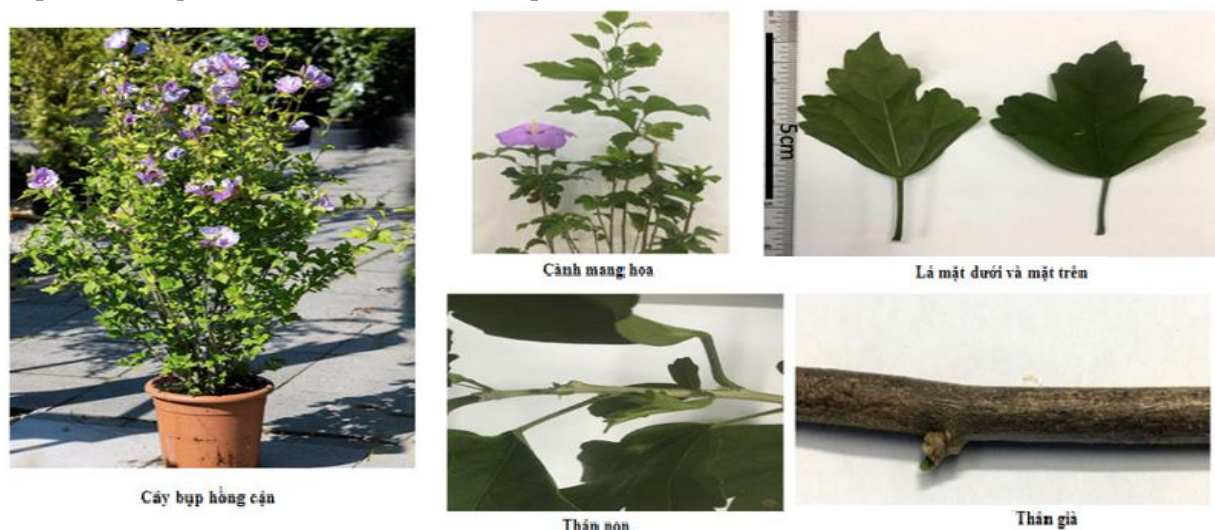 Cành mang hoa
5cm
Lá mặt dưới và mặt trên
Cây bụp hồng cận
Thân non
Thân già